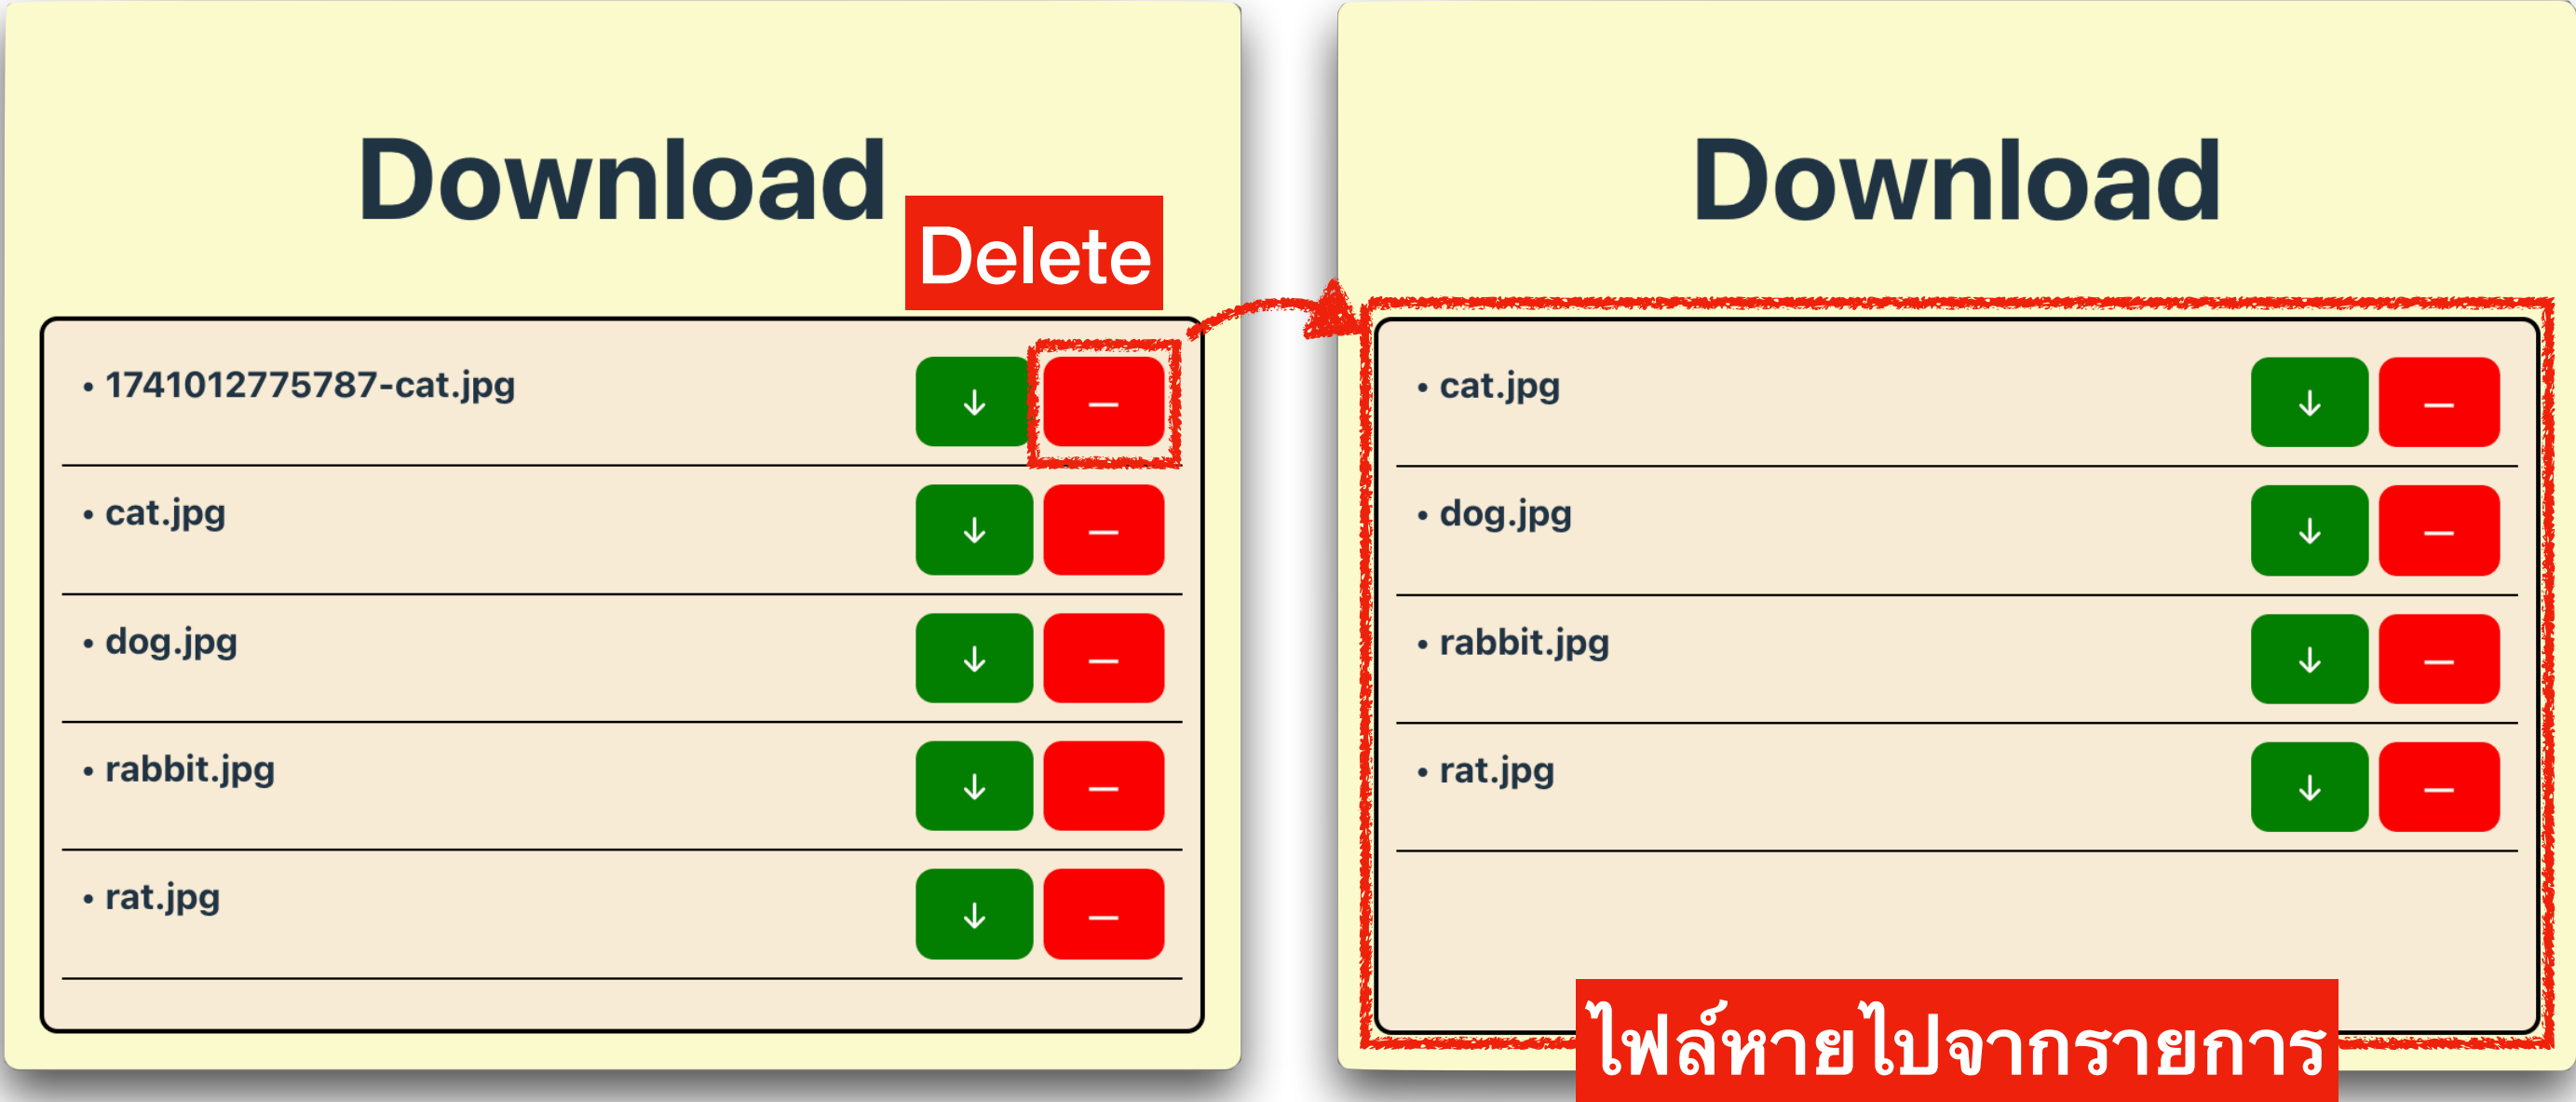 Download
Delete
• 1741012775787-cat.jpg
• cat.jpg
• dog.jpg
• rabbit.jpg
• rat.jpg
Download
• cat.jpg
• dog.jpg
• rabbit.jpg
• rat.jpg
ไฟล์หายไปจากรายการ